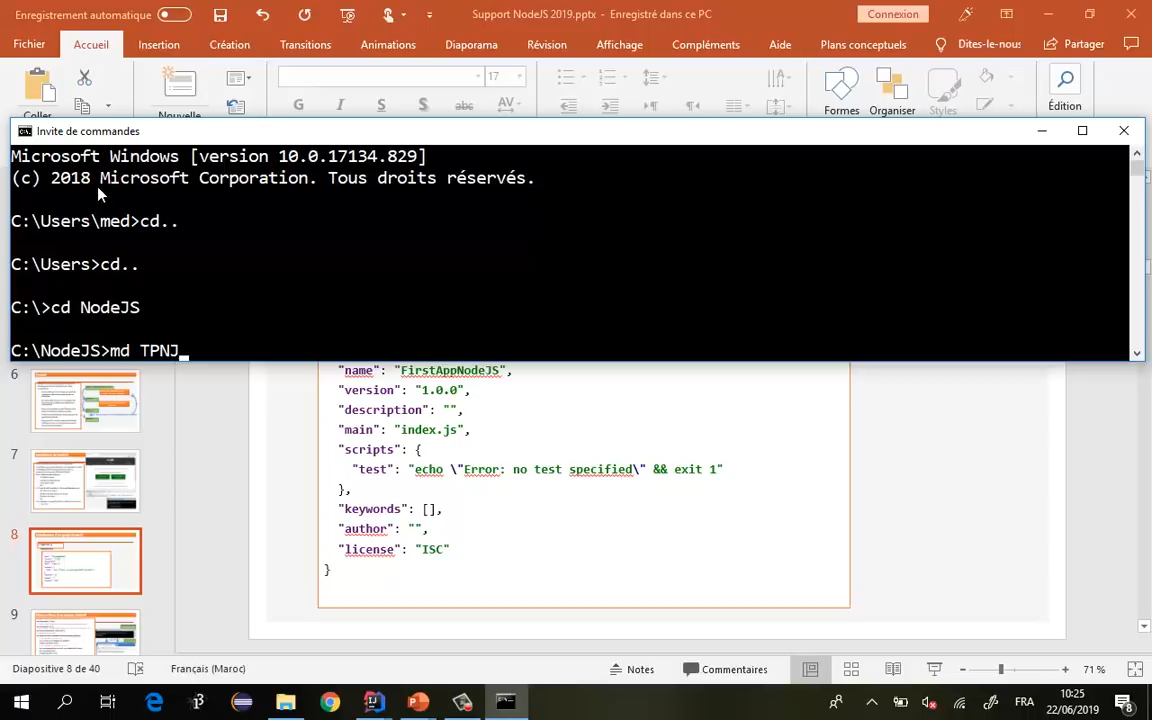 Enregistrement automatique
Support NodeJS 2019.pptx - Enregistré dans ce PC
Connexion
Fichier
Accueil
Insertion
Création
Transitions
Animations
Diaporama
Révision
Affichage
Compléments
Aide
Plans conceptuels
Dites-le-nous
Partager
17
Coller
Nouvelle
G I S S abc AV
Formes
Organiser
Styles
Édition
Invite de commandes
Microsoft Windows [version 10.0.17134.829]
(c) 2018 Microsoft Corporation. Tous droits réservés.
C:\Users\med>cd..
C:\Users>cd..
C:\>cd NodeJS
C:\NodeJS>md TPNJ_
"name": "FirstAppNodeJS",
"version": "1.0.0",
"description": "",
"main": "index.js",
"scripts": {
"test": "echo \"Error: no test specified\" && exit 1"
},
"keywords": [],
"author": "",
"license": "ISC"
}
6
7
8
9
Diapositive 8 de 40
Français (Maroc)
Notes
Commentaires
71 %
FRA
10:25
22/06/2019
8